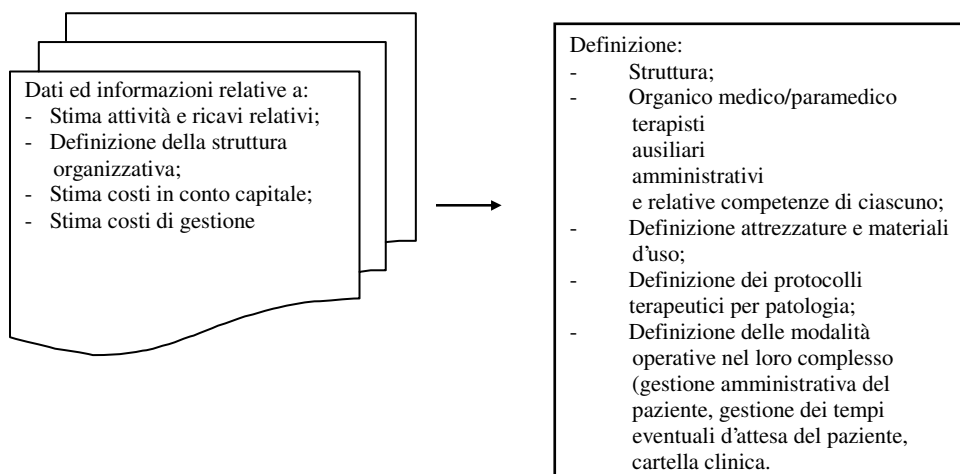 Dati ed informazioni relative a:
- Stima attività e ricavi relativi;
- Definizione della struttura
organizzativa;
- Stima costi in conto capitale;
- Stima costi di gestione
Definizione:
- Struttura;
- Organico medico/paramedico
terapisti
ausiliari
amministrativi
e relative competenze di ciascuno;
- Definizione attrezzature e materiali
d'uso;
- Definizione dei protocolli
terapeutici per patologia;
- Definizione delle modalità
operative nel loro complesso
(gestione amministrativa del
paziente, gestione dei tempi
eventuali d'attesa del paziente,
cartella clinica.